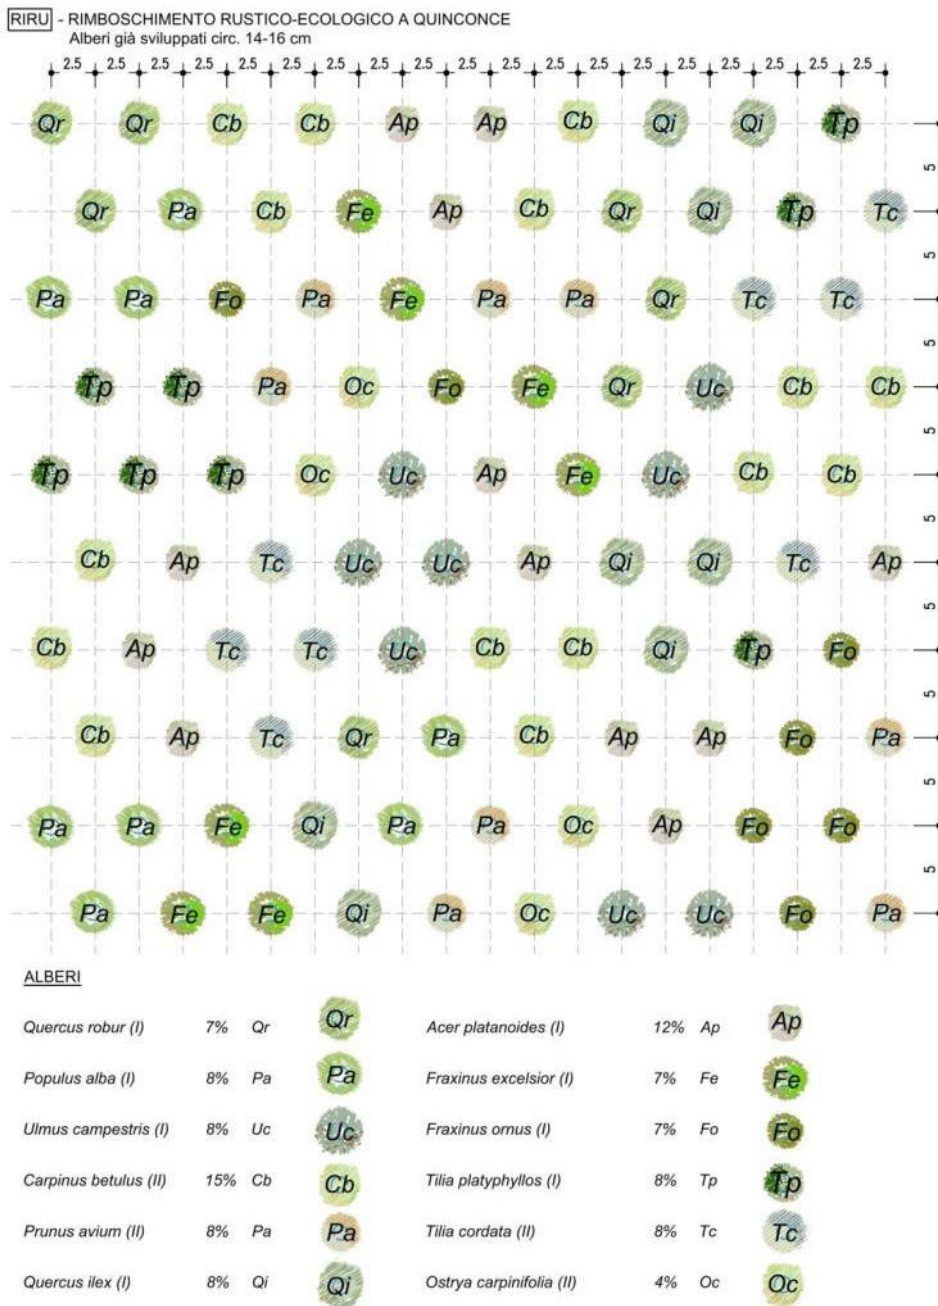 RIRU - RIMBOSCHIMENTO RUSTICO-ECOLOGICO A QUINCONCE
Alberi già sviluppati circ. 14-16 cm
2.5 2.5 2.5 2.5 2.5 2.5 2.5 2.5 2.5 2.5 2.5 2.5 2.5 2.5 2.5 2.5 2.5 2.5 2.5
Qr Qr Cb Cb Ap Ap Cb Qi Qi Tp
5
Qr Pa Cb Fe Ap Cb Qr Qi Tp Tc
5
Pa Pa Fo Pa Fe Pa Pa Qr Tc Tc
5
Tp Tp Pa Oc Fo Fe Qr Uc Cb Cb
5
Tp Tp Tp Oc Uc Ap Fe Uc Cb Cb
5
Cb Ap Tc Uc Uc Ap Qi Qi Tc Ap
5
Cb Ap Tc Tc Uc Cb Cb Qi Tp Fo
5
Cb Ap Tc Qr Pa Cb Ap Ap Fo Pa
5
Pa Pa Fe Qi Pa Pa Oc Ap Fo Fo
5
Pa Fe Fe Qi Pa Oc Uc Uc Fo Pa
ALBERI
Quercus robur (I) 7% Qr Qr Acer platanoides (I) 12% Ap Ap
Populus alba (I) 8% Pa Pa Fraxinus excelsior (I) 7% Fe Fe
Ulmus campestris (I) 8% Uc Uc Fraxinus ornus (I) 7% Fo Fo
Carpinus betulus (II) 15% Cb Cb Tilia platyphyllos (I) 8% Tp Tp
Prunus avium (II) 8% Pa Pa Tilia cordata (II) 8% Tc Tc
Quercus ilex (I) 8% Qi Qi Ostrya carpinifolia (II) 4% Oc Oc